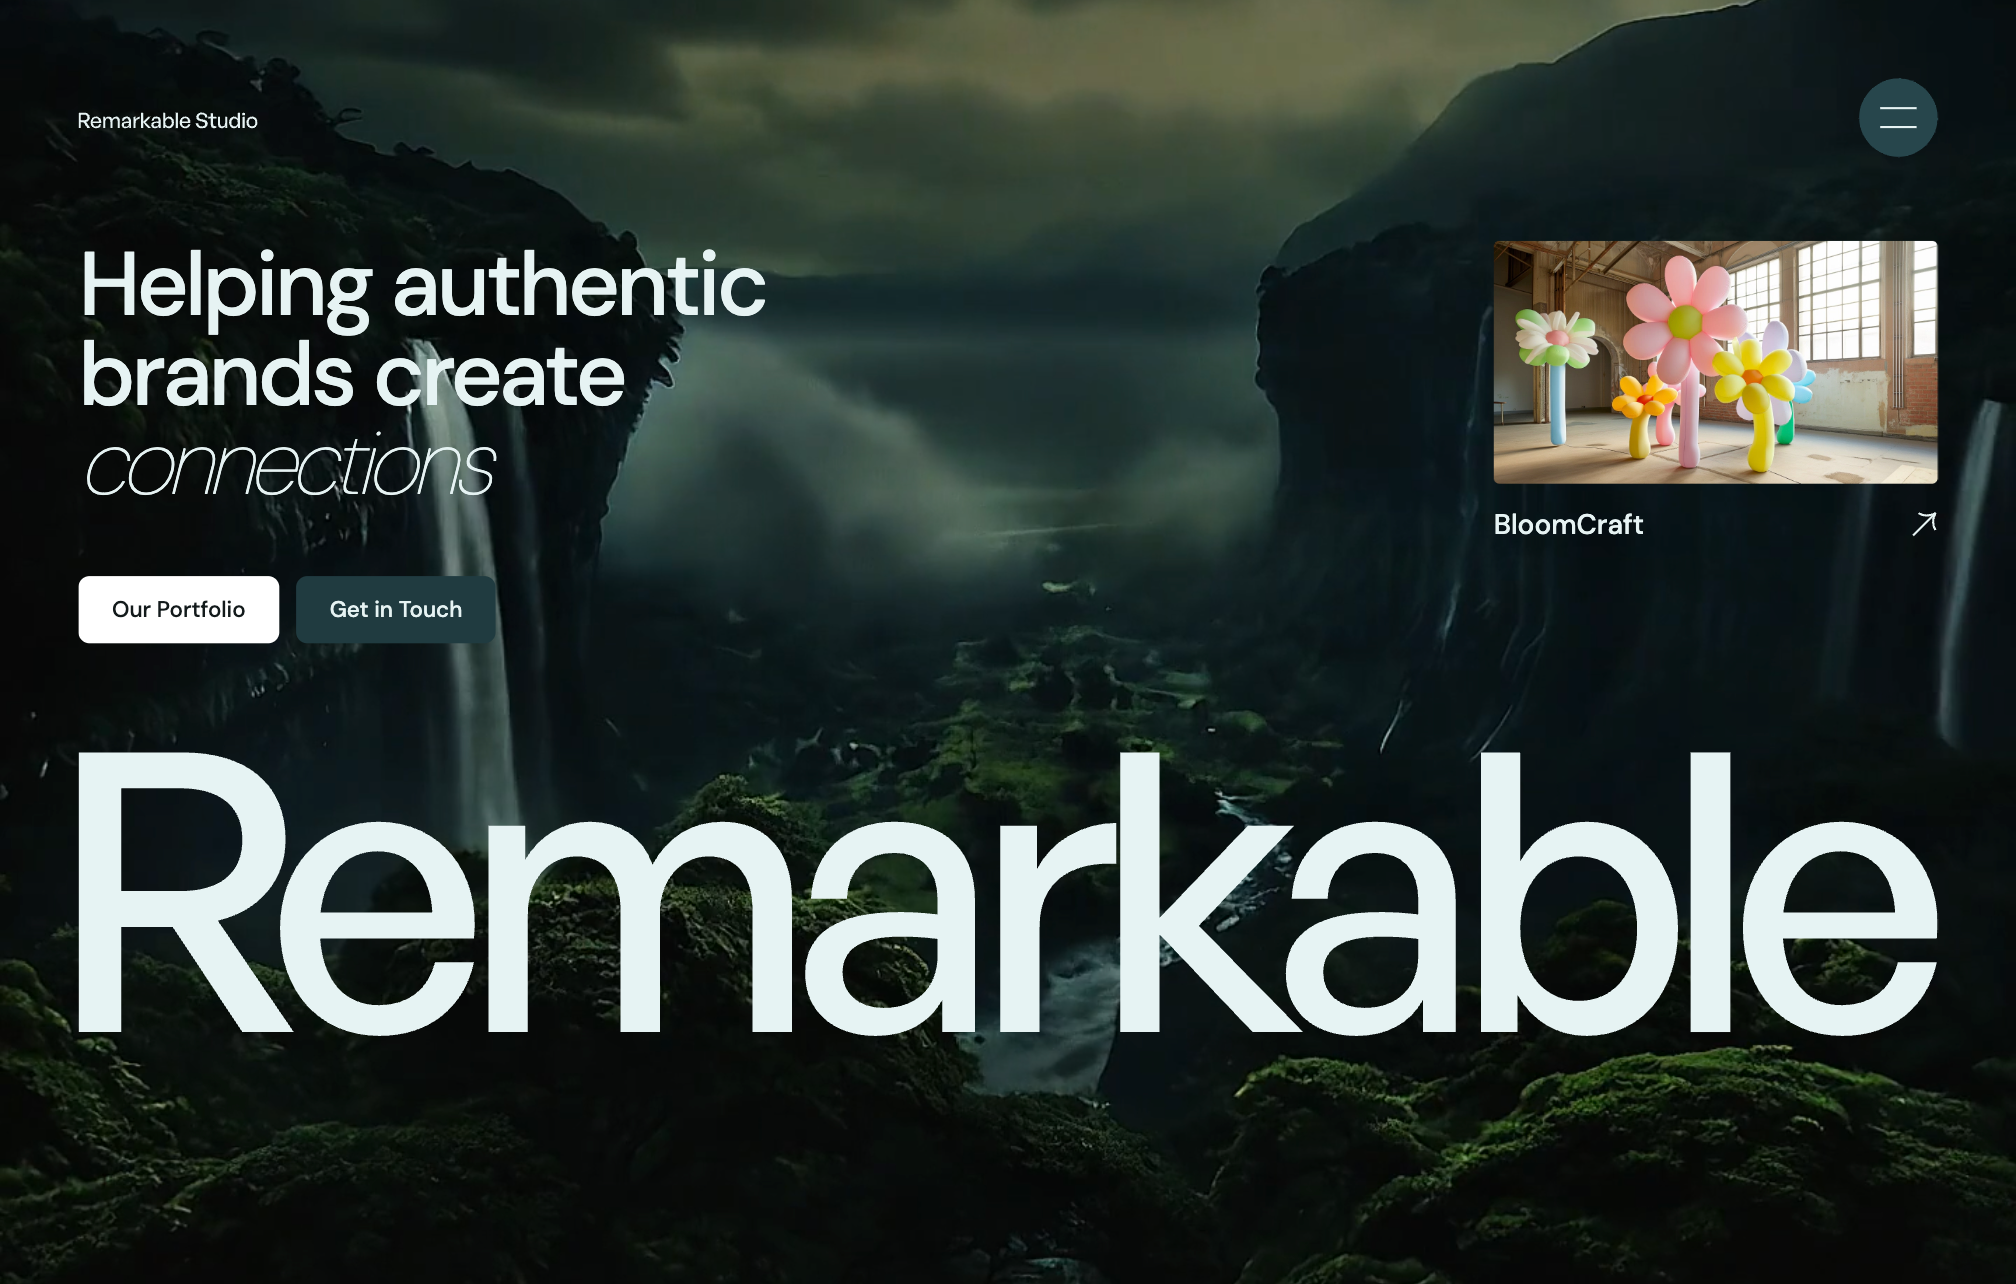 Remarkable Studio
Helping authentic
brands create
connections
BloomCraft
Our Portfolio
Get in Touch
Remarkable